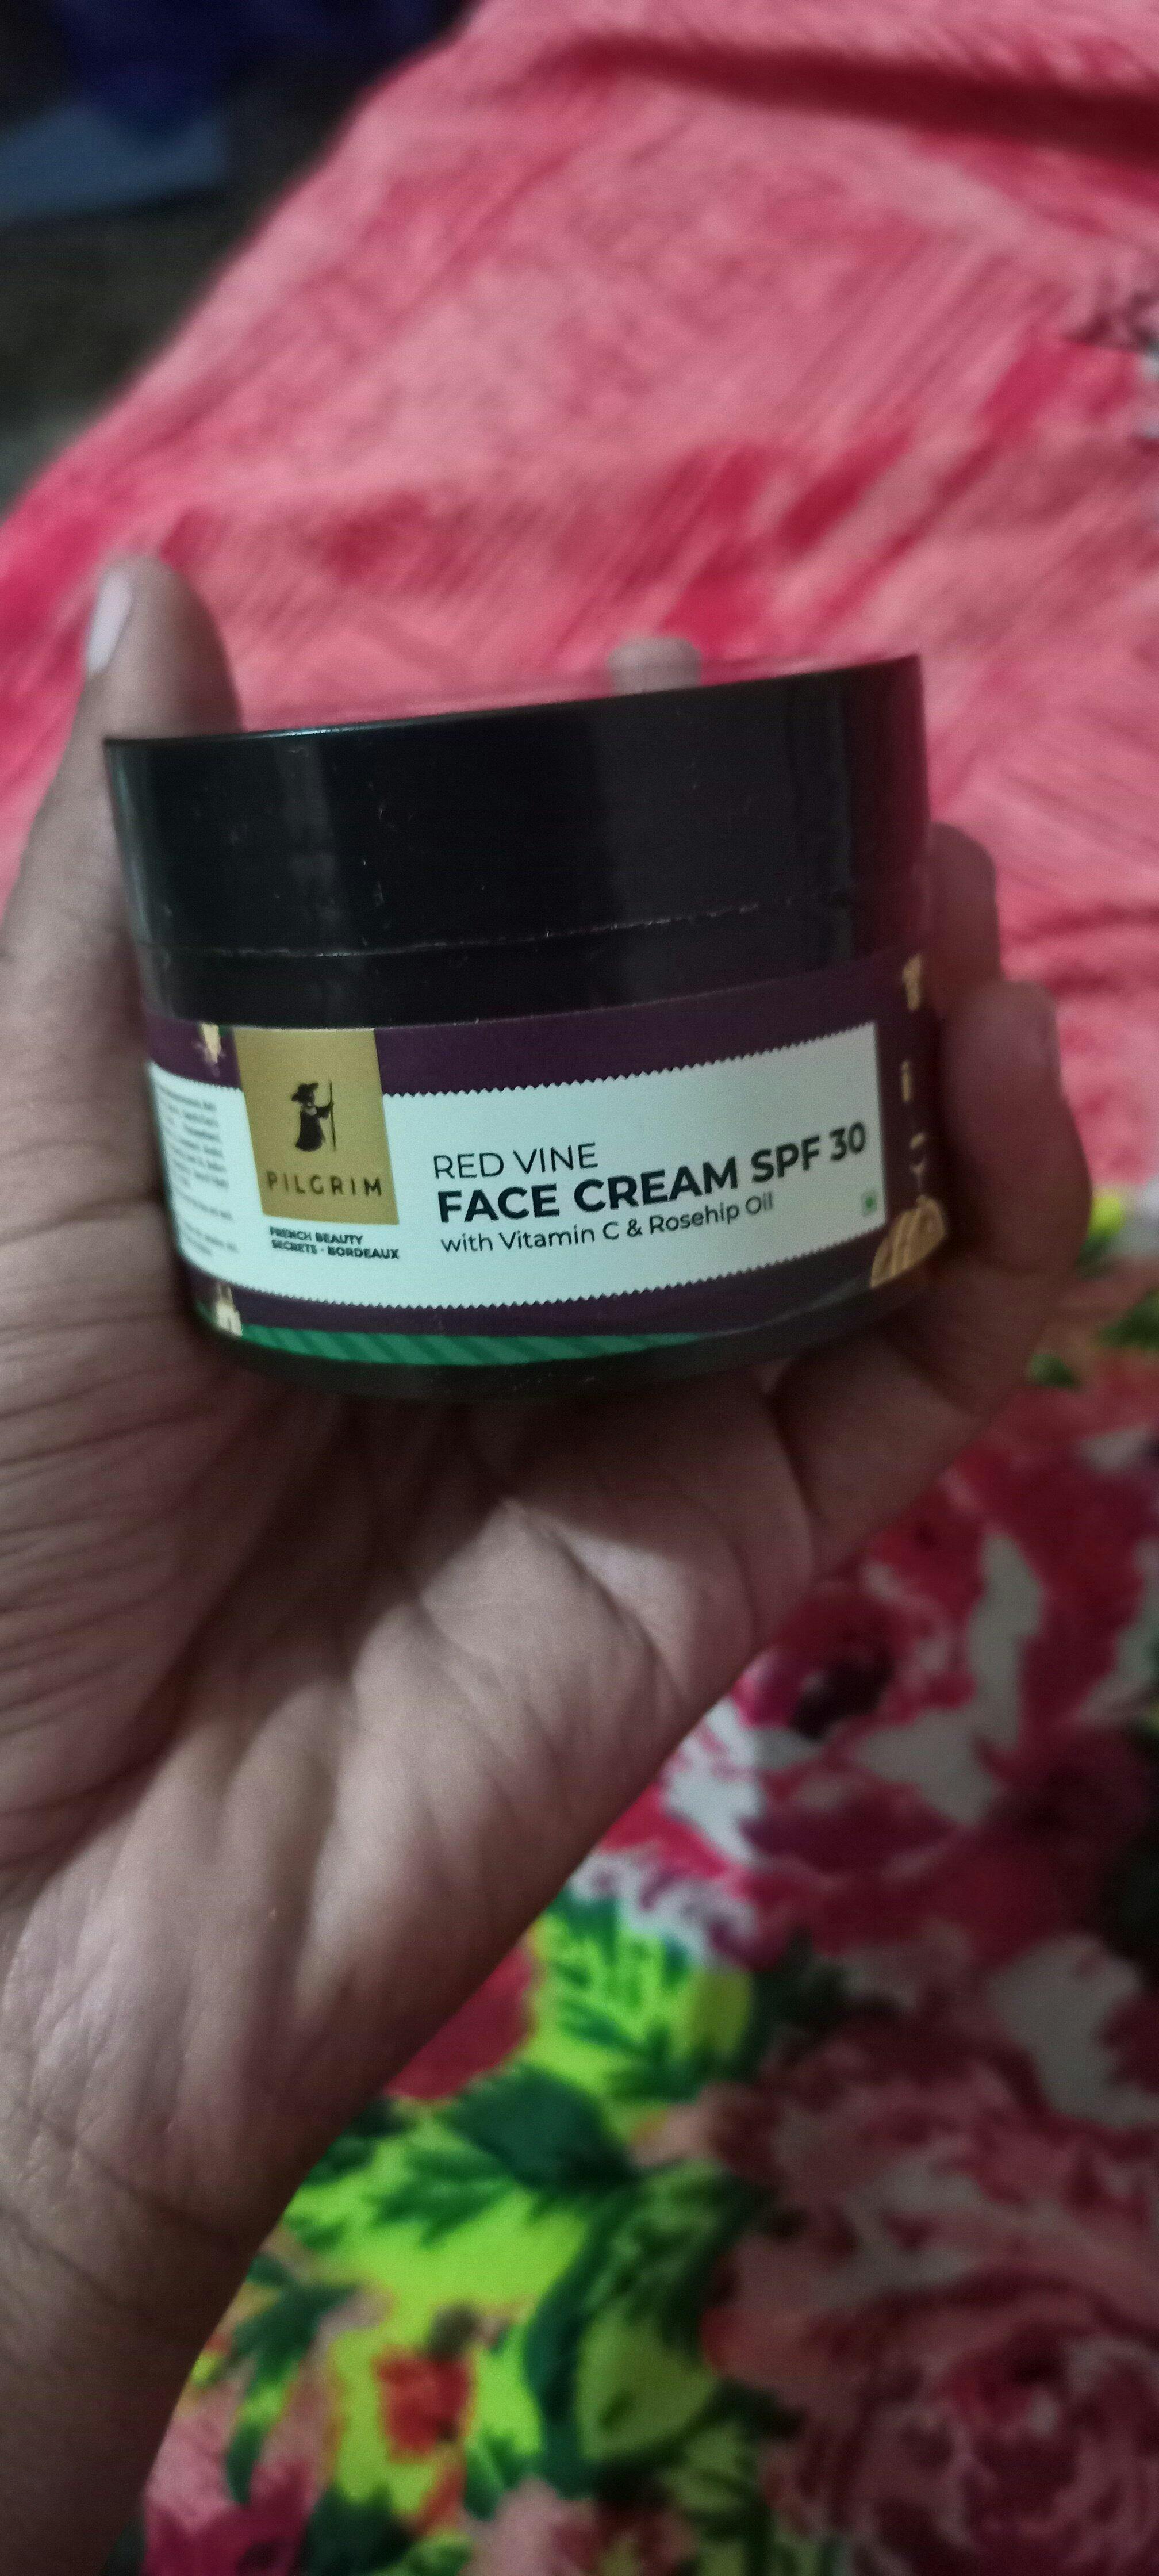 PILGRIM
FRENCH BEAUTY
SECRETS - BORDEAUX
RED VINE
FACE CREAM SPF 30
with Vitamin C & Rosehip Oil